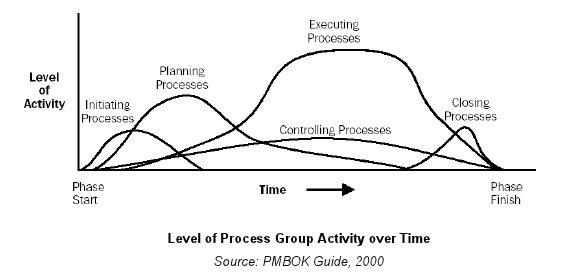 Executing
Processes
Planning
Processes
Level
of
Activity
Initiating
Processes
Closing
Processes
Controlling Processes
Phase
Start
Time
Phase
Finish
Level of Process Group Activity over Time
Source: PMBOK Guide, 2000